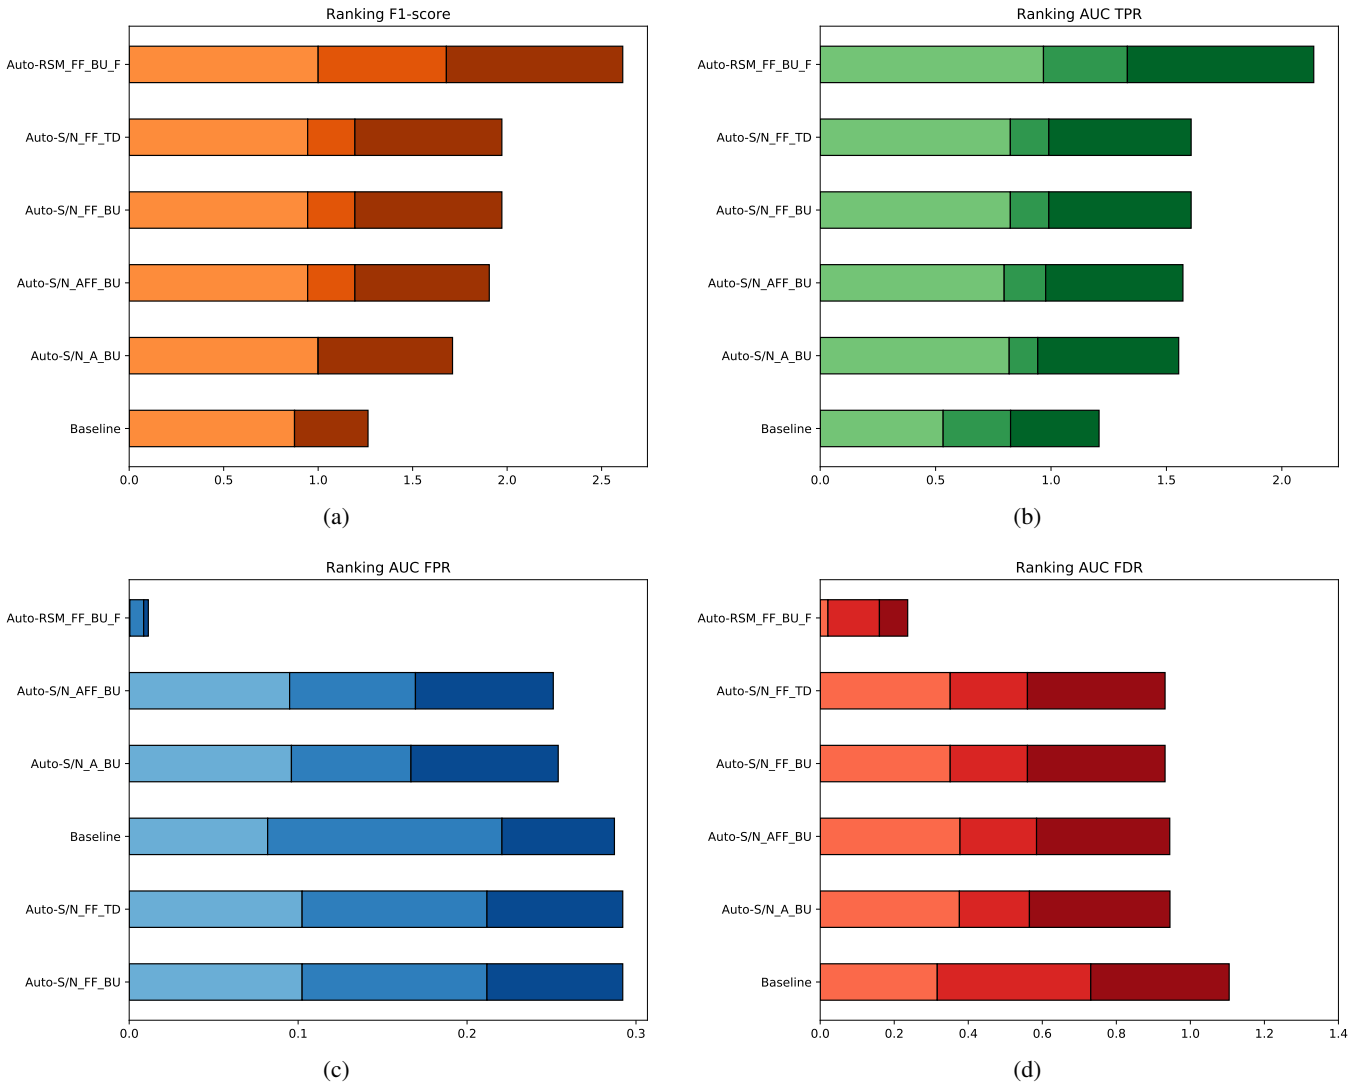 Ranking F1-score
Auto-RSM_FF_BU_F
Auto-S/N_FF_TD
Auto-S/N_FF_BU
Auto-S/N_AFF_BU
Auto-S/N_A_BU
Baseline
0.0 0.5 1.0 1.5 2.0 2.5
(a)
Ranking AUC TPR
Auto-RSM_FF_BU_F
Auto-S/N_FF_TD
Auto-S/N_FF_BU
Auto-S/N_AFF_BU
Auto-S/N_A_BU
Baseline
0.0 0.5 1.0 1.5 2.0
(b)
Ranking AUC FPR
Auto-RSM_FF_BU_F
Auto-S/N_AFF_BU
Auto-S/N_A_BU
Baseline
Auto-S/N_FF_TD
Auto-S/N_FF_BU
0.0 0.1 0.2 0.3
(c)
Ranking AUC FDR
Auto-RSM_FF_BU_F
Auto-S/N_FF_TD
Auto-S/N_FF_BU
Auto-S/N_AFF_BU
Auto-S/N_A_BU
Baseline
0.0 0.2 0.4 0.6 0.8 1.0 1.2 1.4
(d)